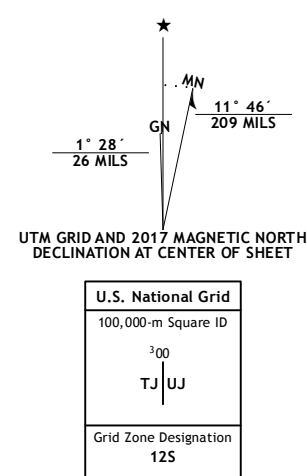 ★
MN
GN
11° 46´
209 MILS
1° 28´
26 MILS
UTM GRID AND 2017 MAGNETIC NORTH
DECLINATION AT CENTER OF SHEET
U.S. National Grid
100,000-m Square ID
³00
TJ UJ
Grid Zone Designation
12S